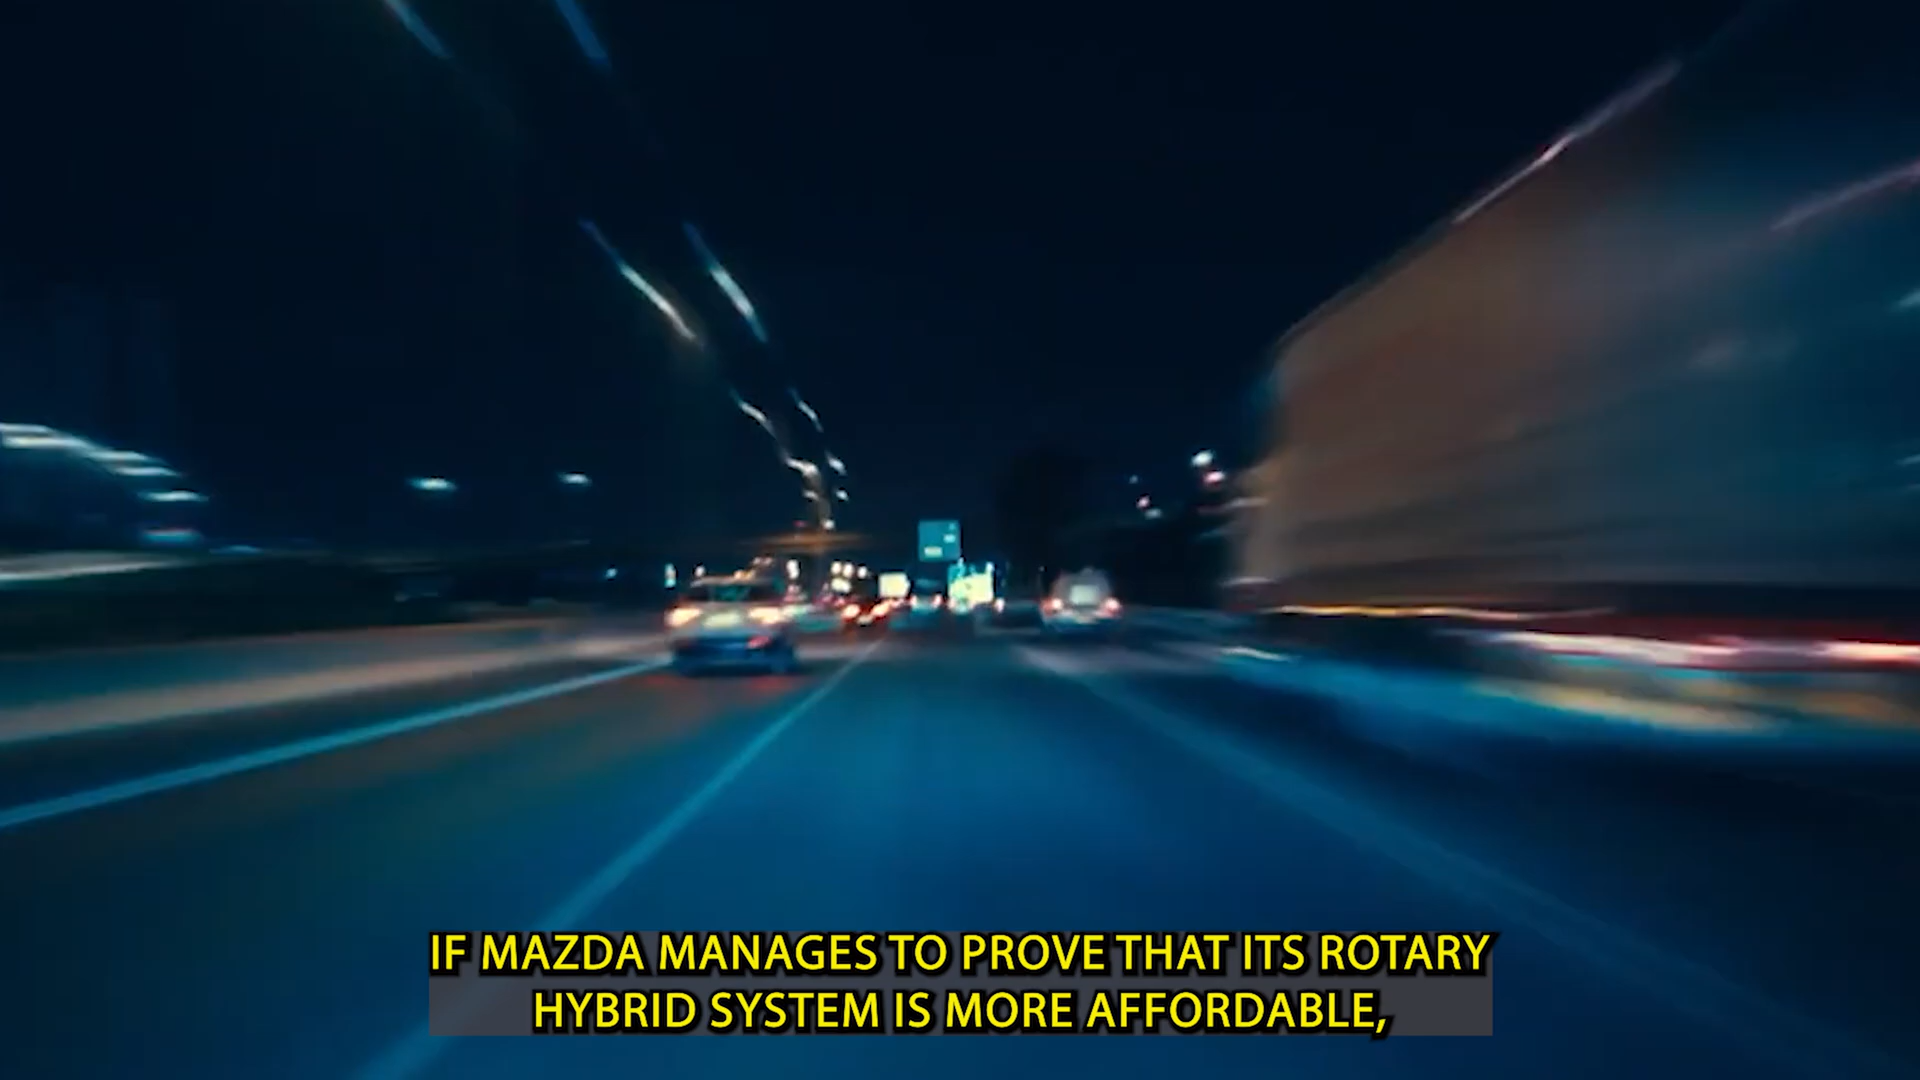 IF MAZDA MANAGES TO PROVE THAT ITS ROTARY
HYBRID SYSTEM IS MORE AFFORDABLE,